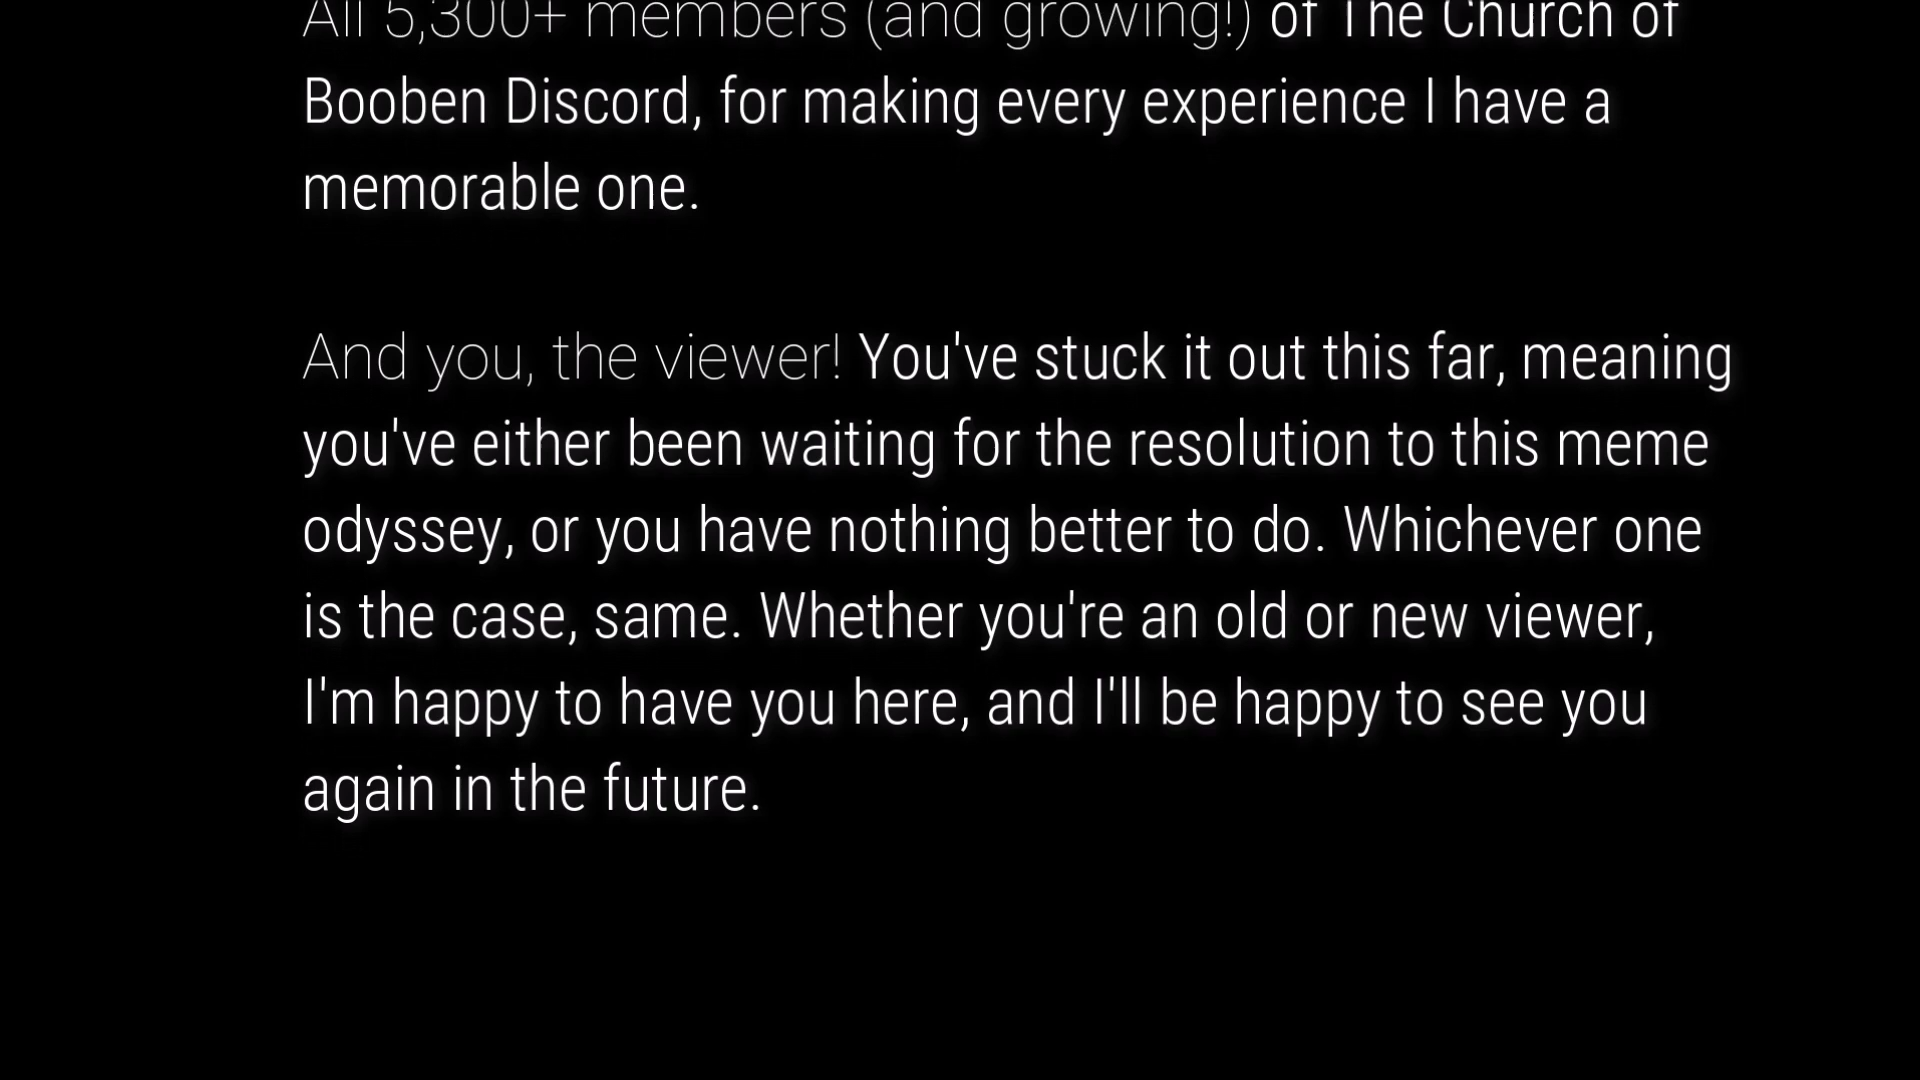 All 5,300+ members (and growing!) of The Church of
Booben Discord, for making every experience I have a
memorable one.
And you, the viewer! You've stuck it out this far, meaning
you've either been waiting for the resolution to this meme
odyssey, or you have nothing better to do. Whichever one
is the case, same. Whether you're an old or new viewer,
I'm happy to have you here, and I'll be happy to see you
again in the future.